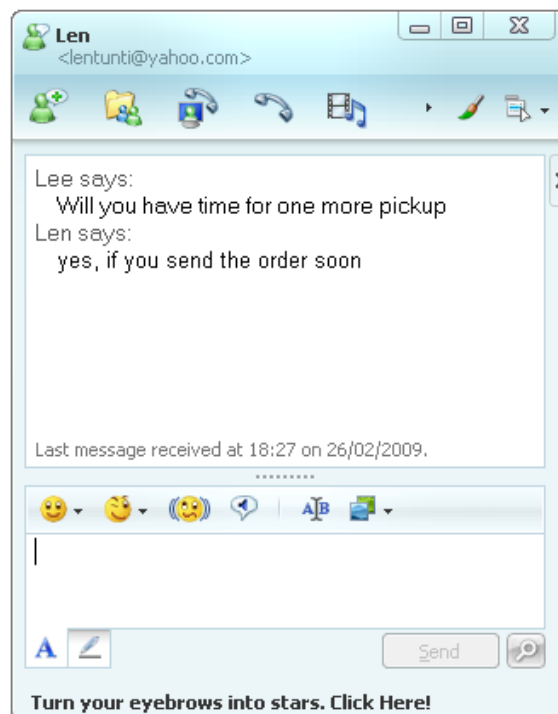 Len
<lentunti@yahoo.com>
Lee says:
Will you have time for one more pickup
Len says:
yes, if you send the order soon
Last message received at 18:27 on 26/02/2009.
A B
A
Send
Turn your eyebrows into stars. Click Here!